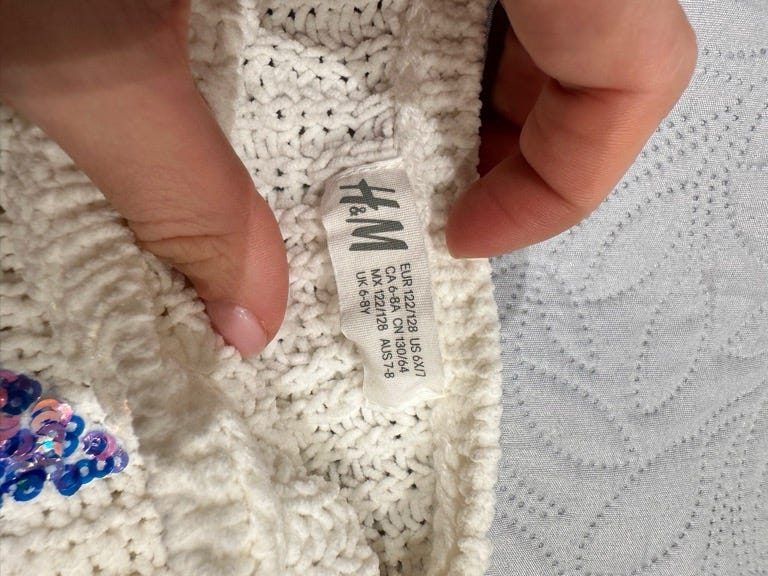 H&M
EUR 122/128 US 6X/7
CA 6-8A CN 130/64
MX 122/128 AUS 7-8
UK 6-8Y